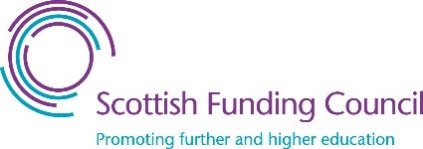 Scottish Funding Council
Promoting further and higher education